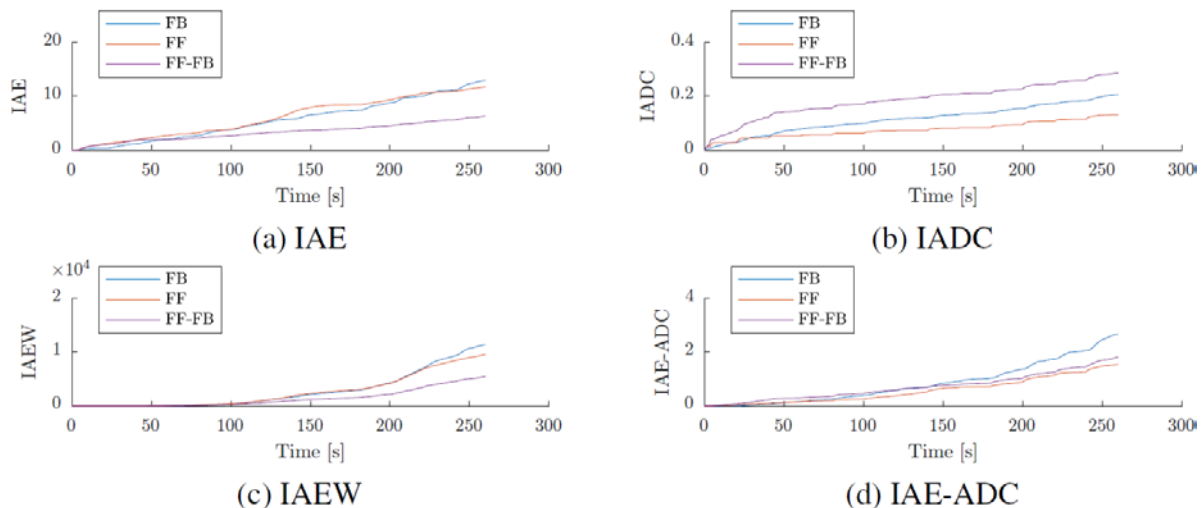 FB
FF
FF-FB
20
10
0
IAE
0 50 100 150 200 250 300
Time [s]
(a) IAE
FB
FF
FF-FB
0.4
0.2
0
IADC
0 50 100 150 200 250 300
Time [s]
(b) IADC
FB
FF
FF-FB
×10⁴
2
1
0
IAEW
0 50 100 150 200 250 300
Time [s]
(c) IAEW
FB
FF
FF-FB
4
2
0
IAE-ADC
0 50 100 150 200 250 300
Time [s]
(d) IAE-ADC